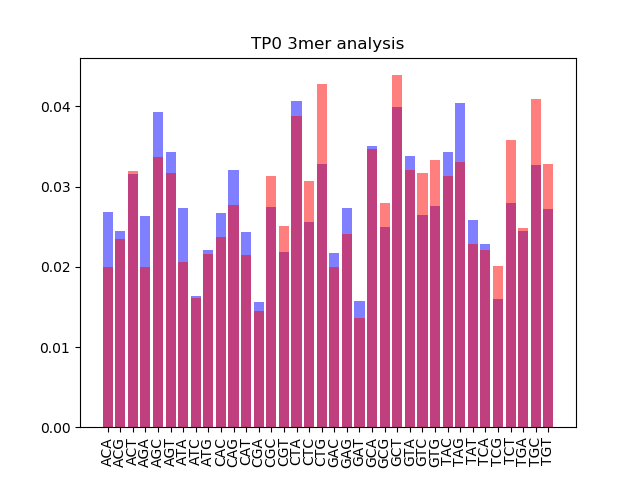 TP0 3mer analysis
0.04
0.03
0.02
0.01
0.00
ACA
ACG
ACT
AGA
AGC
AGT
ATA
ATC
ATG
CAC
CAG
CAT
CGA
CGC
CGT
CTA
CTC
CTG
GAC
GAG
GAT
GCA
GCG
GCT
GTA
GTC
GTG
TAC
TAG
TAT
TCA
TCG
TCT
TGA
TGC
TGT